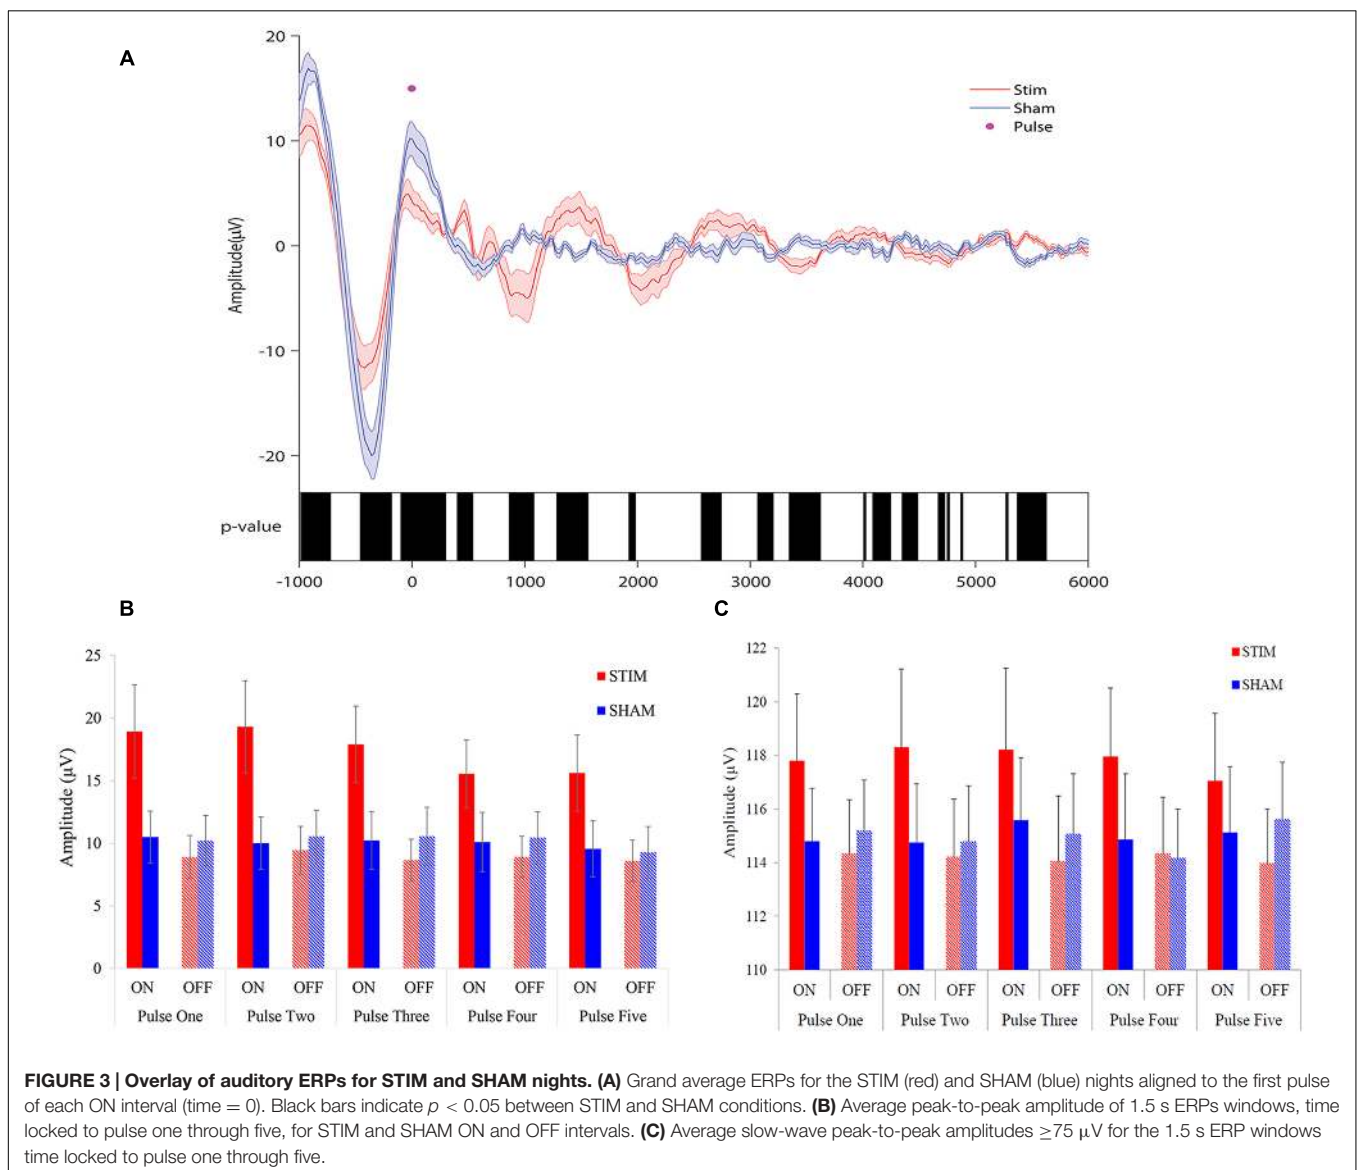 A
20
10
0
-10
-20
Amplitude(µV)
Stim
Sham
Pulse
p-value
-1000 0 1000 2000 3000 4000 5000 6000
B
25
20
15
10
5
0
Amplitude (µV)
STIM
SHAM
ON OFF ON OFF ON OFF ON OFF ON OFF
Pulse One Pulse Two Pulse Three Pulse Four Pulse Five
C
122
120
118
116
114
112
110
Amplitude (µV)
STIM
SHAM
ON OFF ON OFF ON OFF ON OFF ON OFF
Pulse One Pulse Two Pulse Three Pulse Four Pulse Five
FIGURE 3 | Overlay of auditory ERPs for STIM and SHAM nights. (A) Grand average ERPs for the STIM (red) and SHAM (blue) nights aligned to the first pulse
of each ON interval (time = 0). Black bars indicate p < 0.05 between STIM and SHAM conditions. (B) Average peak-to-peak amplitude of 1.5 s ERPs windows, time
locked to pulse one through five, for STIM and SHAM ON and OFF intervals. (C) Average slow-wave peak-to-peak amplitudes ≥75 µV for the 1.5 s ERP windows
time locked to pulse one through five.